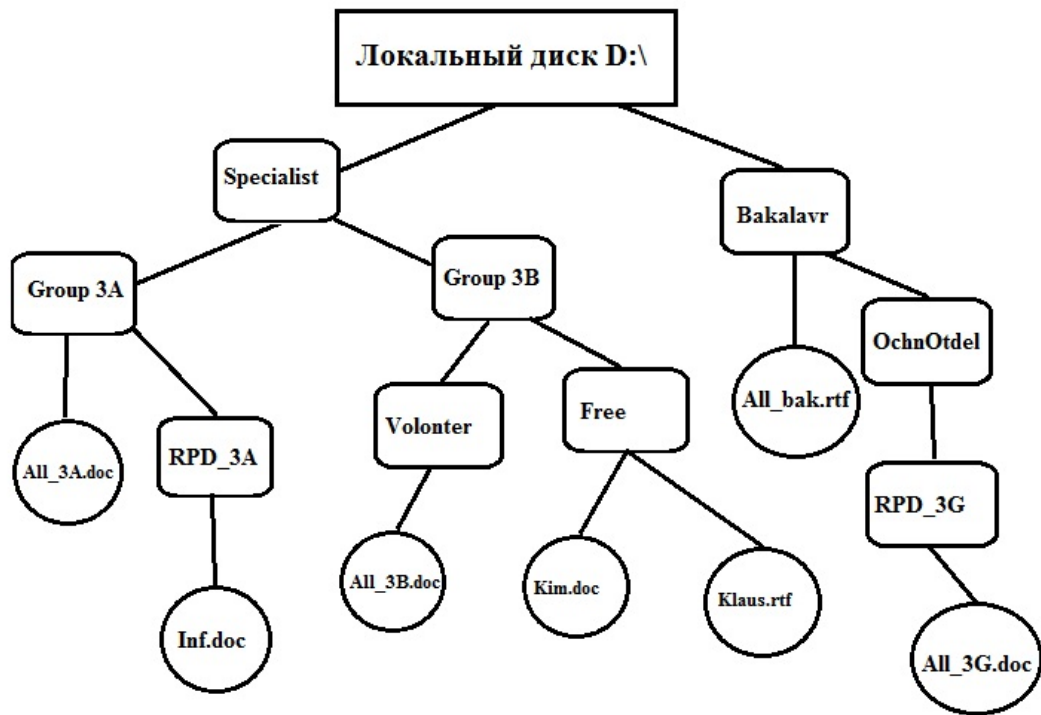 Локальный диск D:\
Specialist
Bakalavr
Group 3A
Group 3B
OchnOtdel
All_bak.rtf
Volonter
Free
All_3A.doc
RPD_3A
RPD_3G
All_3B.doc
Kim.doc
Klaus.rtf
Inf.doc
All_3G.doc